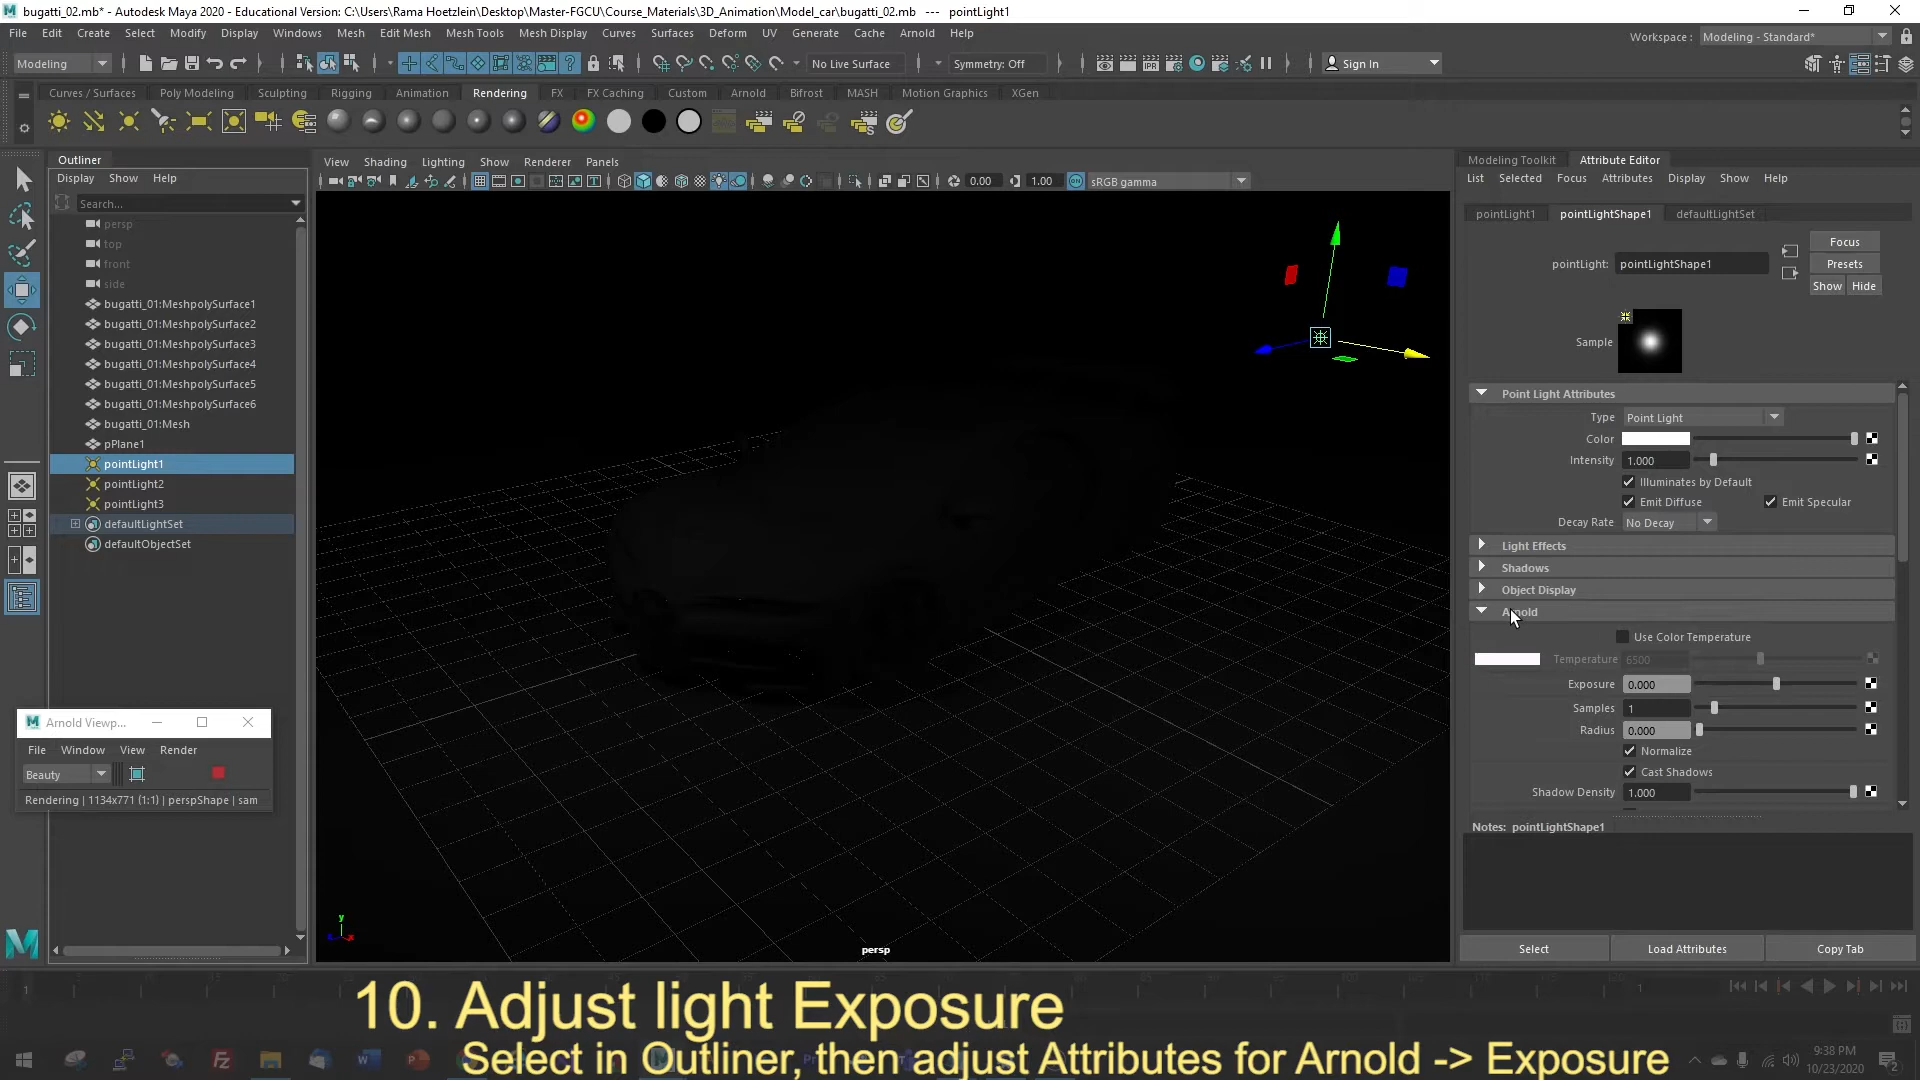 bugatti_02.mb* - Autodesk Maya 2020 - Educational Version: C:\Users\Rama Hoetzlein\Desktop\Master-FGCU\Course_Materials\3D_Animation\Model_car\bugatti_02.mb --- pointLight1
File Edit Create Select Modify Display Windows Mesh Edit Mesh Mesh Tools Mesh Display Curves Surfaces Deform UV Generate Cache Arnold Help
Workspace : Modeling - Standard*
Modeling
No Live Surface
Symmetry: Off
Sign In
Curves / Surfaces Poly Modeling Sculpting Rigging Animation Rendering FX FX Caching Custom Arnold Bifrost MASH Motion Graphics XGen
IPR
Outliner
Display Show Help
Search...
persp
top
front
side
bugatti_01:MeshpolySurface1
bugatti_01:MeshpolySurface2
bugatti_01:MeshpolySurface3
bugatti_01:MeshpolySurface4
bugatti_01:MeshpolySurface5
bugatti_01:MeshpolySurface6
bugatti_01:Mesh
pPlane1
pointLight1
pointLight2
pointLight3
defaultLightSet
defaultObjectSet
Arnold Viewp...
File Window View Render
Beauty
Rendering | 1134x771 (1:1) | perspShape | sam
View Shading Lighting Show Renderer Panels
0.00 1.00 sRGB gamma
y
x
persp
Modeling Toolkit Attribute Editor
List Selected Focus Attributes Display Show Help
pointLight1 pointLightShape1 defaultLightSet
pointLight: pointLightShape1
Focus
Presets
Show Hide
Sample
Point Light Attributes
Type Point Light
Color
Intensity 1.000
Illuminates by Default
Emit Diffuse Emit Specular
Decay Rate No Decay
Light Effects
Shadows
Object Display
Arnold
Use Color Temperature
Temperature 6500
Exposure 0.000
Samples 1
Radius 0.000
Normalize
Cast Shadows
Shadow Density 1.000
Notes: pointLightShape1
Select Load Attributes Copy Tab
1
1
10. Adjust light Exposure
Select in Outliner, then adjust Attributes for Arnold -> Exposure
9:38 PM
10/23/2020